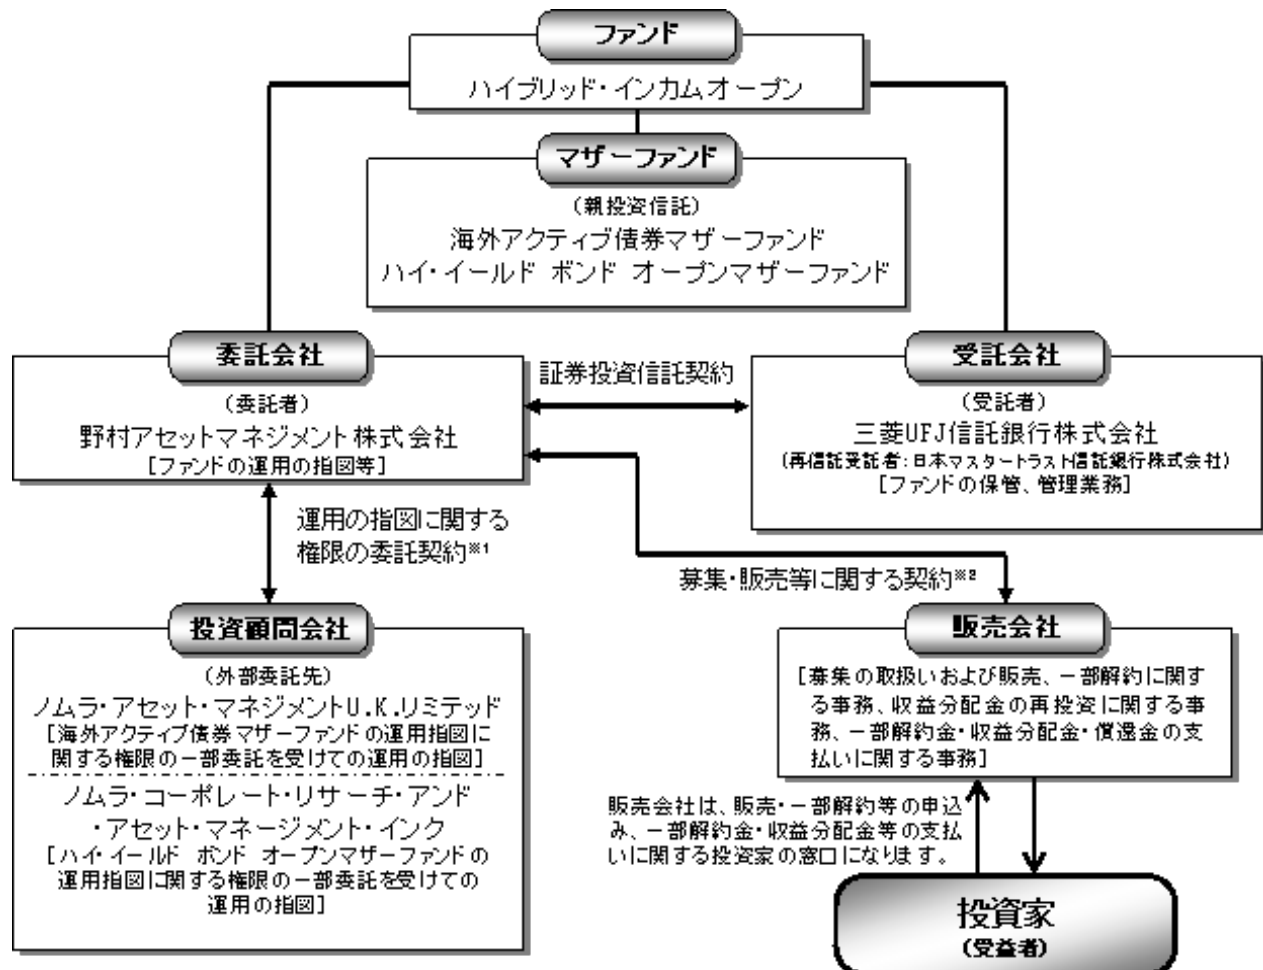 ファンド
ハイブリッド・インカムオープン
マザーファンド
(親投資信託)
海外アクティブ債券マザーファンド
ハイ・イールド ボンド オープンマザーファンド
委託会社
(委託者)
野村アセットマネジメント株式会社
[ファンドの運用の指図等]
証券投資信託契約
受託会社
(受託者)
三菱UFJ信託銀行株式会社
(再信託受託者:日本マスタートラスト信託銀行株式会社)
[ファンドの保管、管理業務]
運用の指図に関する
権限の委託契約※1
募集・販売等に関する契約※2
投資顧問会社
(外部委託先)
ノムラ・アセット・マネジメントU.K.リミテッド
[海外アクティブ債券マザーファンドの運用指図に
関する権限の一部委託を受けての運用の指図]
ノムラ・コーポレート・リサーチ・アンド
・アセット・マネージメント・インク
[ハイ・イールド ボンド オープンマザーファンドの
運用指図に関する権限の一部委託を受けての
運用の指図]
販売会社
[募集の取扱いおよび販売、一部解約に関す
る事務、収益分配金の再投資に関する事
務、一部解約金・収益分配金・償還金の支
払いに関する事務]
販売会社は、販売・一部解約等の申込
み、一部解約金・収益分配金等の支払
いに関する投資家の窓口になります。
投資家
(受益者)